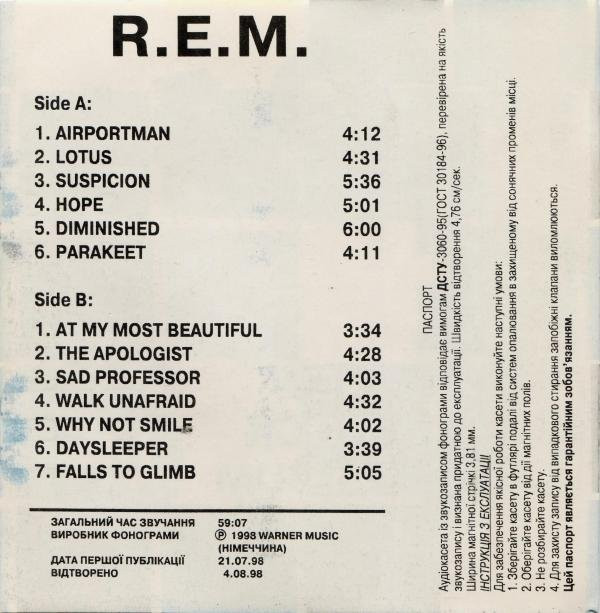 R.E.M.
Side A:
1. AIRPORTMAN 4:12
2. LOTUS 4:31
3. SUSPICION 5:36
4. HOPE 5:01
5. DIMINISHED 6:00
6. PARAKEET 4:11
Side B:
1. AT MY MOST BEAUTIFUL 3:34
2. THE APOLOGIST 4:28
3. SAD PROFESSOR 4:03
4. WALK UNAFRAID 4:32
5. WHY NOT SMILE 4:02
6. DAYSLEEPER 3:39
7. FALLS TO GLIMB 5:05
ЗАГАЛЬНИЙ ЧАС ЗВУЧАННЯ 59:07
ВИРОБНИК ФОНОГРАМИ ℗ 1998 WARNER MUSIC
(НІМЕЧЧИНА)
ДАТА ПЕРШОЇ ПУБЛІКАЦІЇ 21.07.98
ВІДТВОРЕНО 4.08.98
ПАСПОРТ
Аудіокасета із звукозаписом фонограми відповідає вимогам ДСТУ-3060-95(ГОСТ 30184-96), перевірена на якість
звукозапису і визнана придатною до експлуатації. Швидкість відтворення 4,76 см/сек.
Ширина магнітної стрічки 3,81 мм.
ІНСТРУКЦІЯ З ЕКСЛУАТАЦІЇ!
Для забезпечення якісної роботи касети виконуйте наступні умови:
1. Зберігайте касету в футлярі подалі від систем опалювання в захищеному від сонячних променів місці.
2. Оберігайте касету від дії магнітних полів.
3. Не розбирайте касету.
4. Для захисту запису від випадкового стирання запобіжні клапани виломлюються.
Цей паспорт являється гарантійним зобов'язанням.